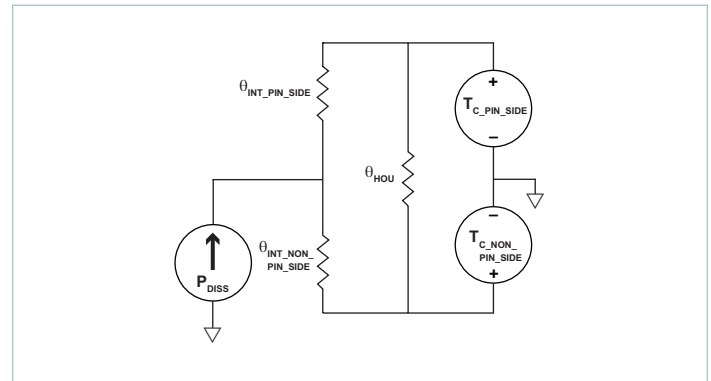 θINT_PIN_SIDE
+
TC_PIN_SIDE
–
θHOU
–
TC_NON_
PIN_SIDE
+
θINT_NON_
PIN_SIDE
PDISS